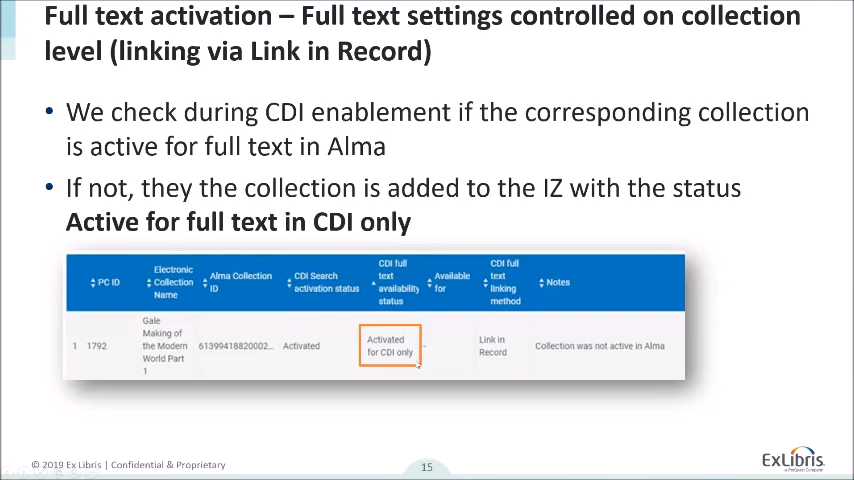 Full text activation – Full text settings controlled on collection
level (linking via Link in Record)
• We check during CDI enablement if the corresponding collection
is active for full text in Alma
• If not, they the collection is added to the IZ with the status
Active for full text in CDI only
PC ID
Electronic
Collection
Name
Alma Collection
ID
CDI Search
activation status
CDI full
text
availability
status
Available
for
CDI full
text
linking
method
Notes
1
1792
Gale
Making of
the Modern
World Part
1
61399418820002...
Activated
Activated
for CDI only
-
Link in
Record
Collection was not active in Alma
© 2019 Ex Libris | Confidential & Proprietary
15
ExLibris
a ProQuest Company